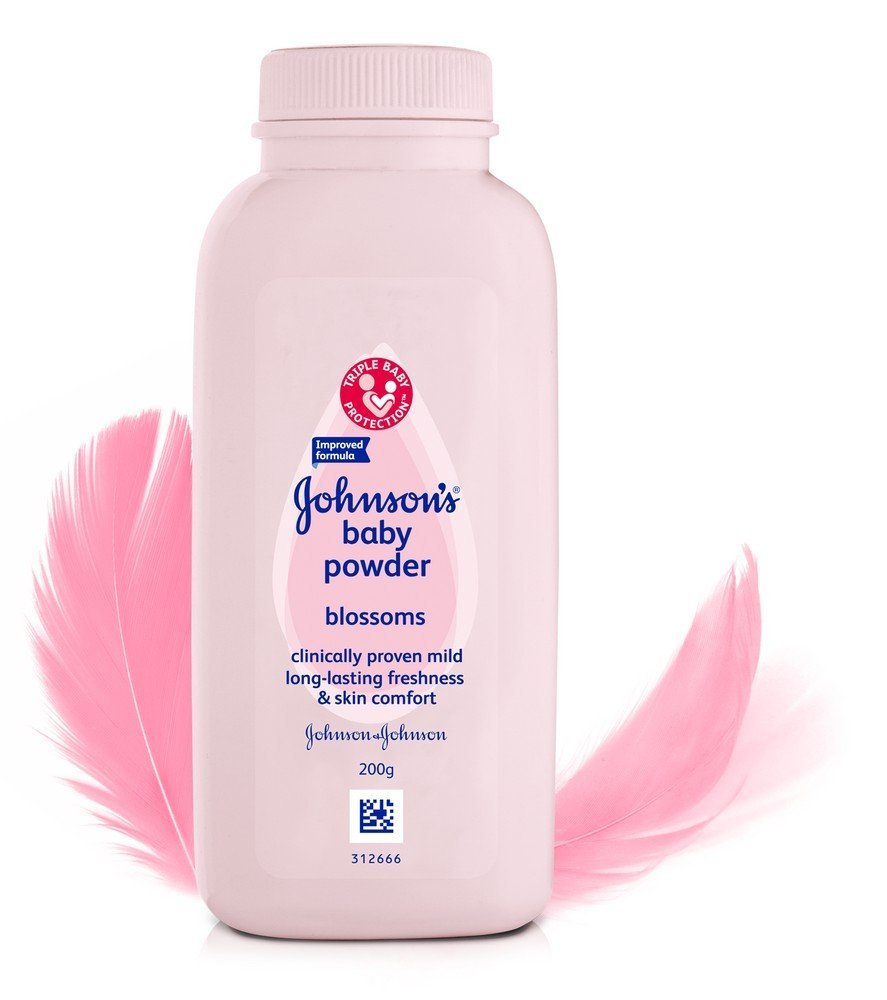 TRIPLE BABY
PROTECTION™
Improved
formula
Johnson's®
baby
powder
blossoms
clinically proven mild
long-lasting freshness
& skin comfort
Johnson & Johnson
200g
312666